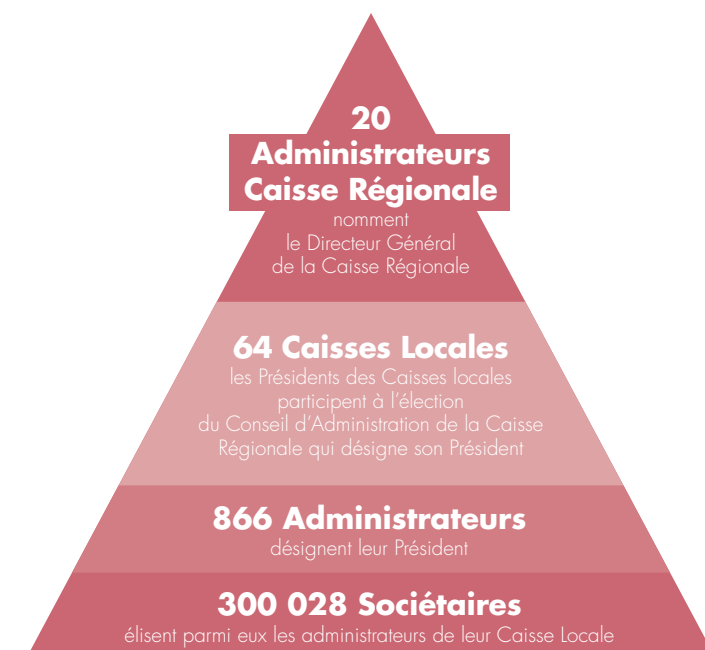 20
Administrateurs
Caisse Régionale
nomment
le Directeur Général
de la Caisse Régionale
64 Caisses Locales
les Présidents des Caisses locales
participent à l’élection
du Conseil d’Administration de la Caisse
Régionale qui désigne son Président
866 Administrateurs
désignent leur Président
300 028 Sociétaires
élisent parmi eux les administrateurs de leur Caisse Locale